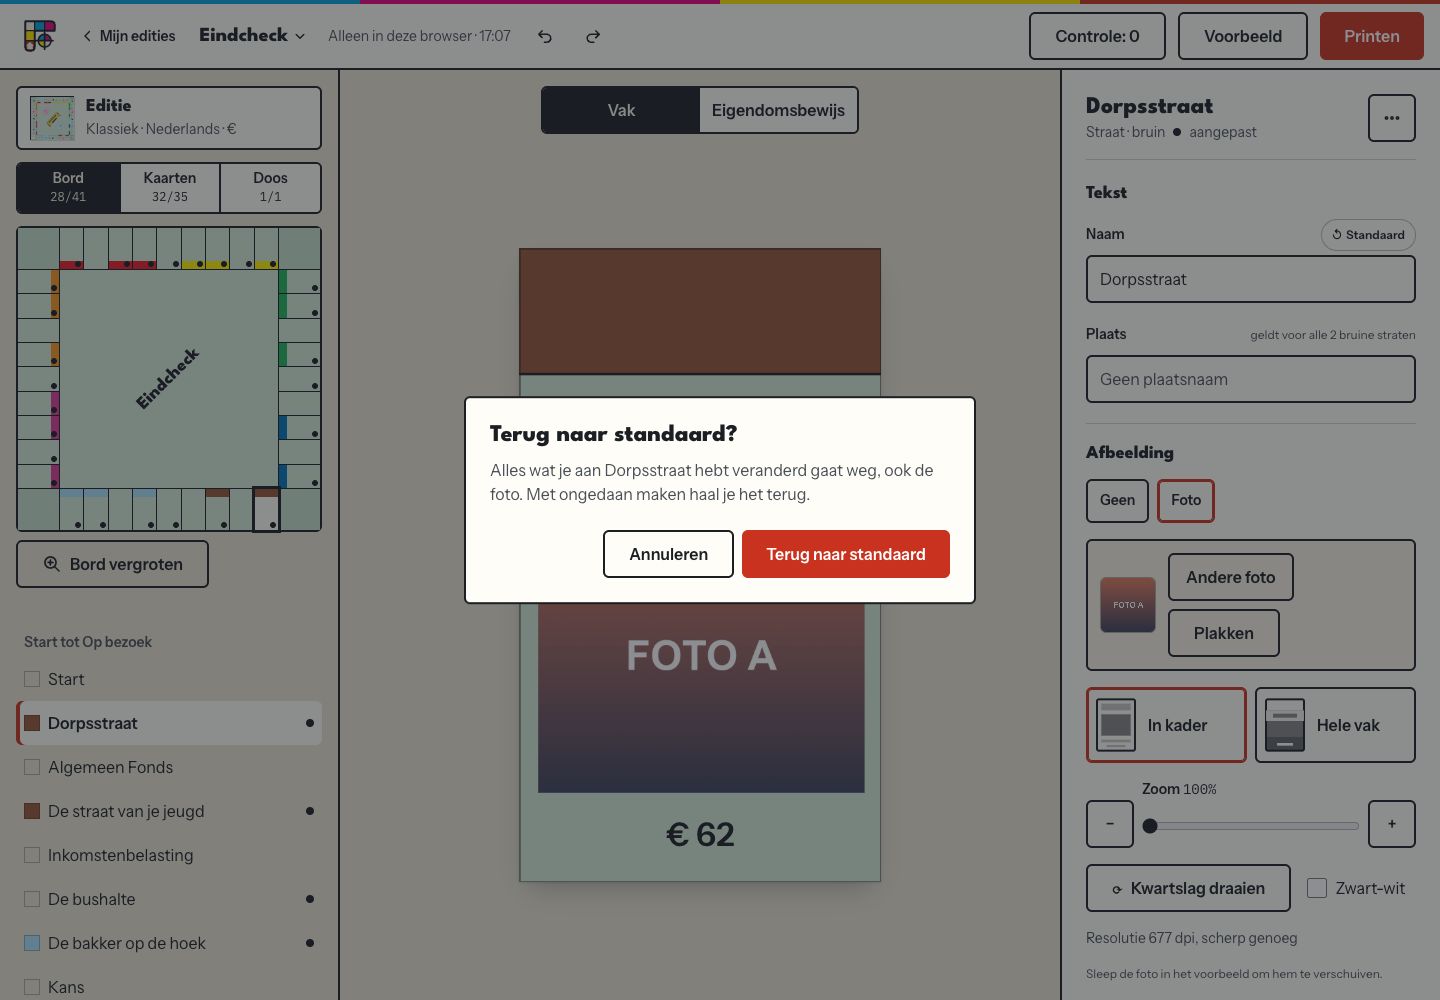 Mijn edities
Eindcheck
Alleen in deze browser · 17:07
Controle: 0
Voorbeeld
Printen
Editie
Klassiek · Nederlands · €
Bord
28/41
Kaarten
32/35
Doos
1/1
Eindcheck
Bord vergroten
Start tot Op bezoek
Start
Dorpsstraat
Algemeen Fonds
De straat van je jeugd
Inkomstenbelasting
De bushalte
De bakker op de hoek
Kans
Vak
Eigendomsbewijs
Terug naar standaard?
Alles wat je aan Dorpsstraat hebt veranderd gaat weg, ook de
foto. Met ongedaan maken haal je het terug.
Annuleren
Terug naar standaard
FOTO A
€ 62
Dorpsstraat
Straat · bruin ● aangepast
Tekst
Naam
Standaard
Dorpsstraat
Plaats
geldt voor alle 2 bruine straten
Geen plaatsnaam
Afbeelding
Geen
Foto
FOTO A
Andere foto
Plakken
In kader
Hele vak
Zoom 100%
Kwartslag draaien
Zwart-wit
Resolutie 677 dpi, scherp genoeg
Sleep de foto in het voorbeeld om hem te verschuiven.